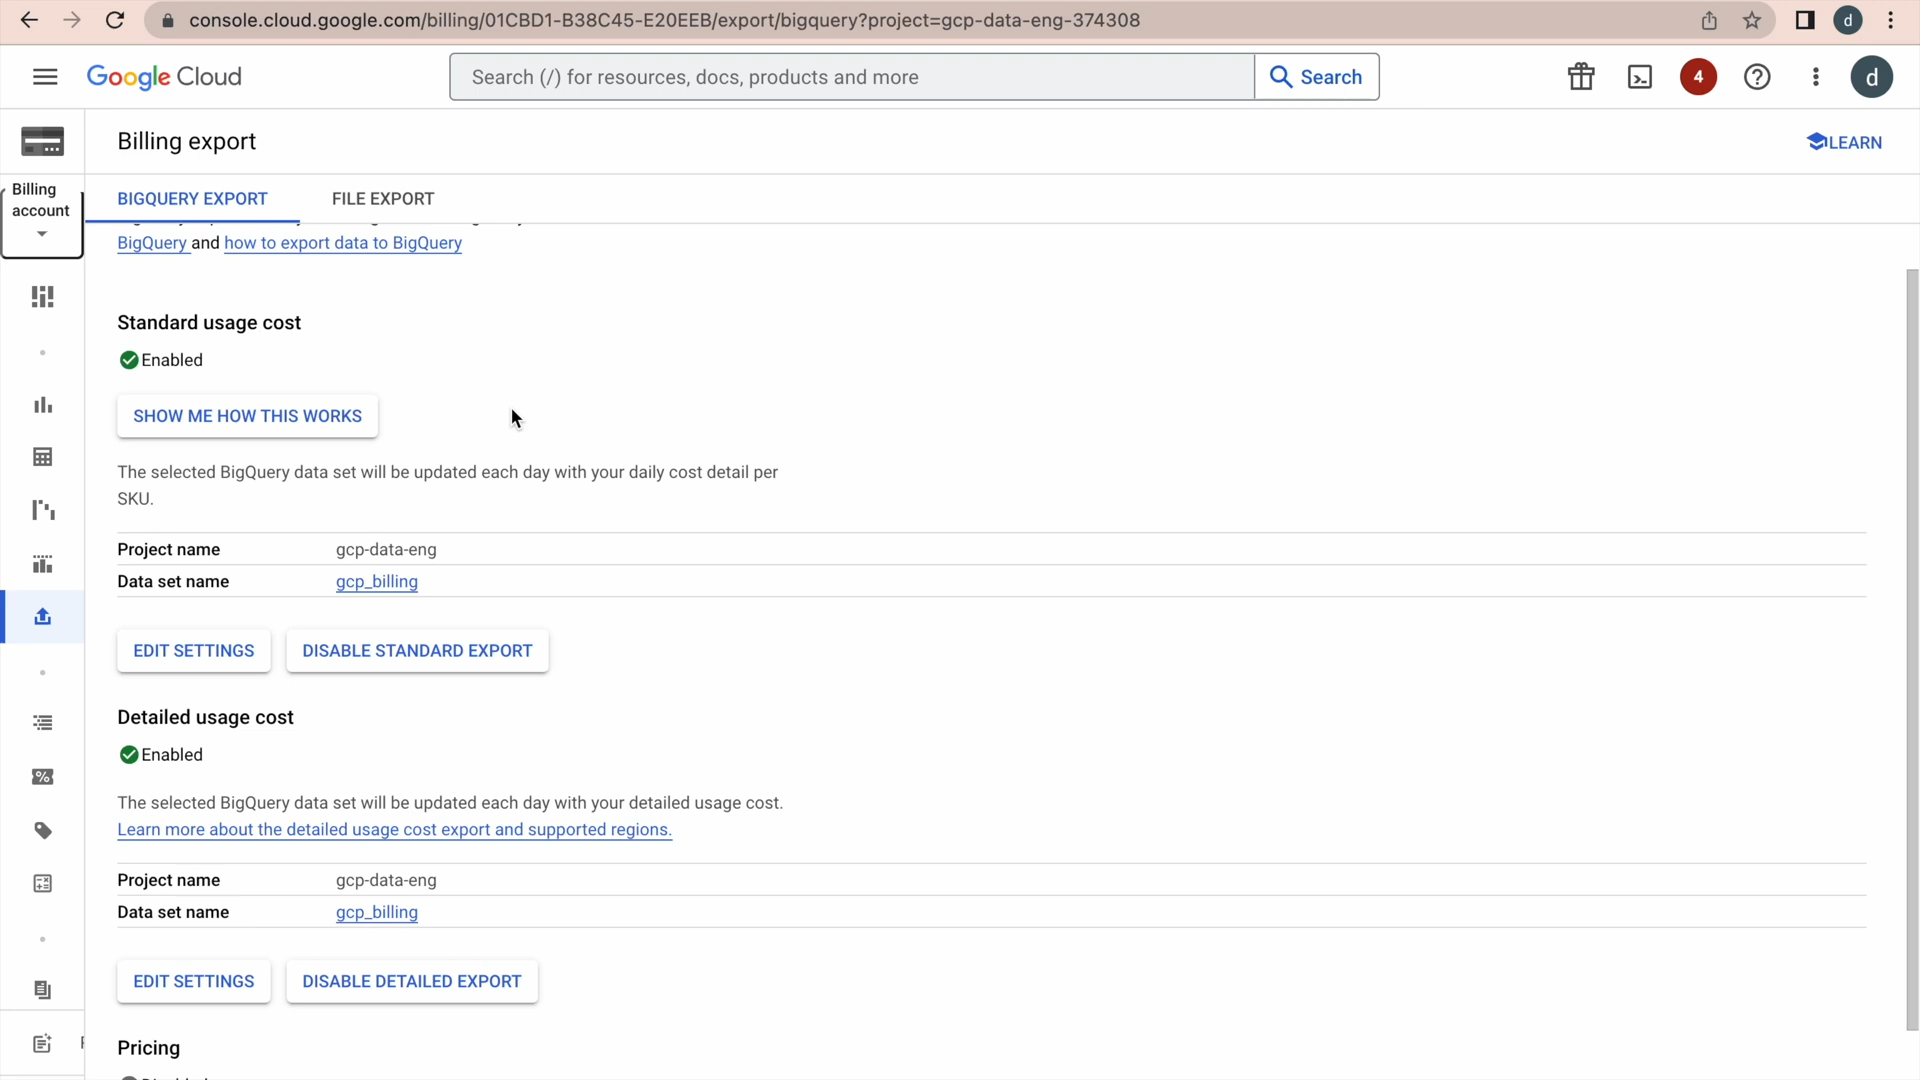 console.cloud.google.com/billing/01CBD1-B38C45-E20EEB/export/bigquery?project=gcp-data-eng-374308
d
Google Cloud
Search (/) for resources, docs, products and more
Search
4
d
Billing export
LEARN
Billing
account
BIGQUERY EXPORT
FILE EXPORT
BigQuery and how to export data to BigQuery
Standard usage cost
Enabled
SHOW ME HOW THIS WORKS
The selected BigQuery data set will be updated each day with your daily cost detail per
SKU.
Project name gcp-data-eng
Data set name gcp_billing
EDIT SETTINGS
DISABLE STANDARD EXPORT
Detailed usage cost
Enabled
The selected BigQuery data set will be updated each day with your detailed usage cost.
Learn more about the detailed usage cost export and supported regions.
Project name gcp-data-eng
Data set name gcp_billing
EDIT SETTINGS
DISABLE DETAILED EXPORT
Pricing